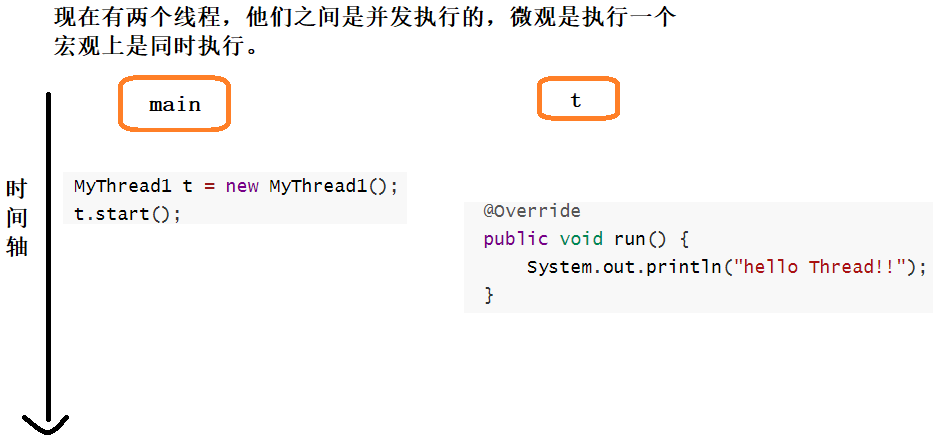 现在有两个线程，他们之间是并发执行的，微观是执行一个
宏观上是同时执行。
main
t
时间轴
MyThread1 t = new MyThread1();
t.start();
@Override
public void run() {
    System.out.println("hello Thread!!");
}